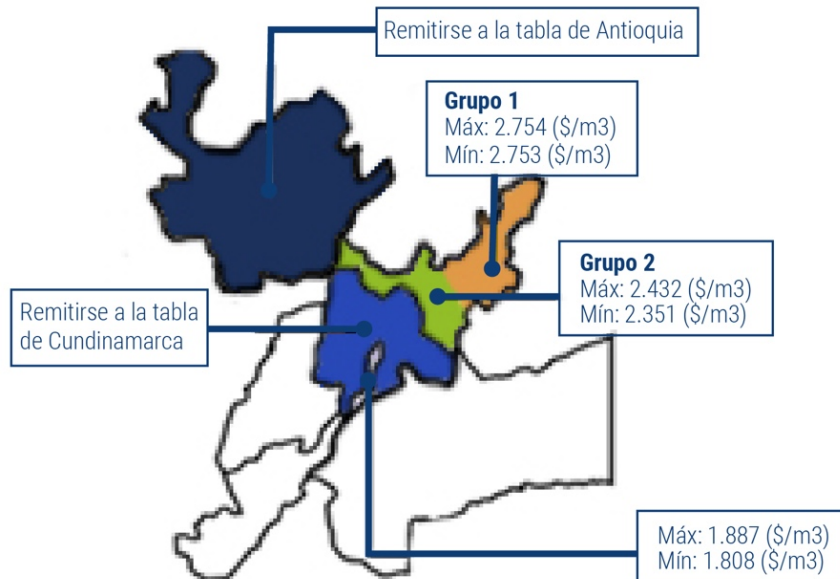 Remitirse a la tabla de Antioquia
Grupo 1
Máx: 2.754 ($/m3)
Mín: 2.753 ($/m3)
Grupo 2
Máx: 2.432 ($/m3)
Mín: 2.351 ($/m3)
Remitirse a la tabla
de Cundinamarca
Máx: 1.887 ($/m3)
Mín: 1.808 ($/m3)